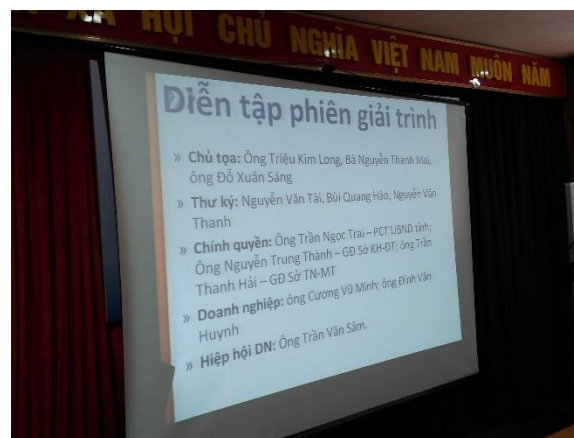 XÃ HỘI CHỦ NGHĨA VIỆT NAM MUÔN NĂM
Diễn tập phiên giải trình
» Chủ tọa: Ông Triệu Kim Long, Bà Nguyễn Thanh Mai,
ông Đỗ Xuân Sáng
» Thư ký: Nguyễn Văn Tài, Bùi Quang Hào, Nguyễn Văn
Thanh
» Chính quyền: Ông Trần Ngọc Trai – PCT UBND tỉnh;
Ông Nguyễn Trung Thành – GĐ Sở KH-ĐT; ông Trần
Thanh Hải – GĐ Sở TN-MT
» Doanh nghiệp: ông Cương Vũ Minh; ông Đinh Văn
Huynh
» Hiệp hội DN: Ông Trần Văn Sâm.